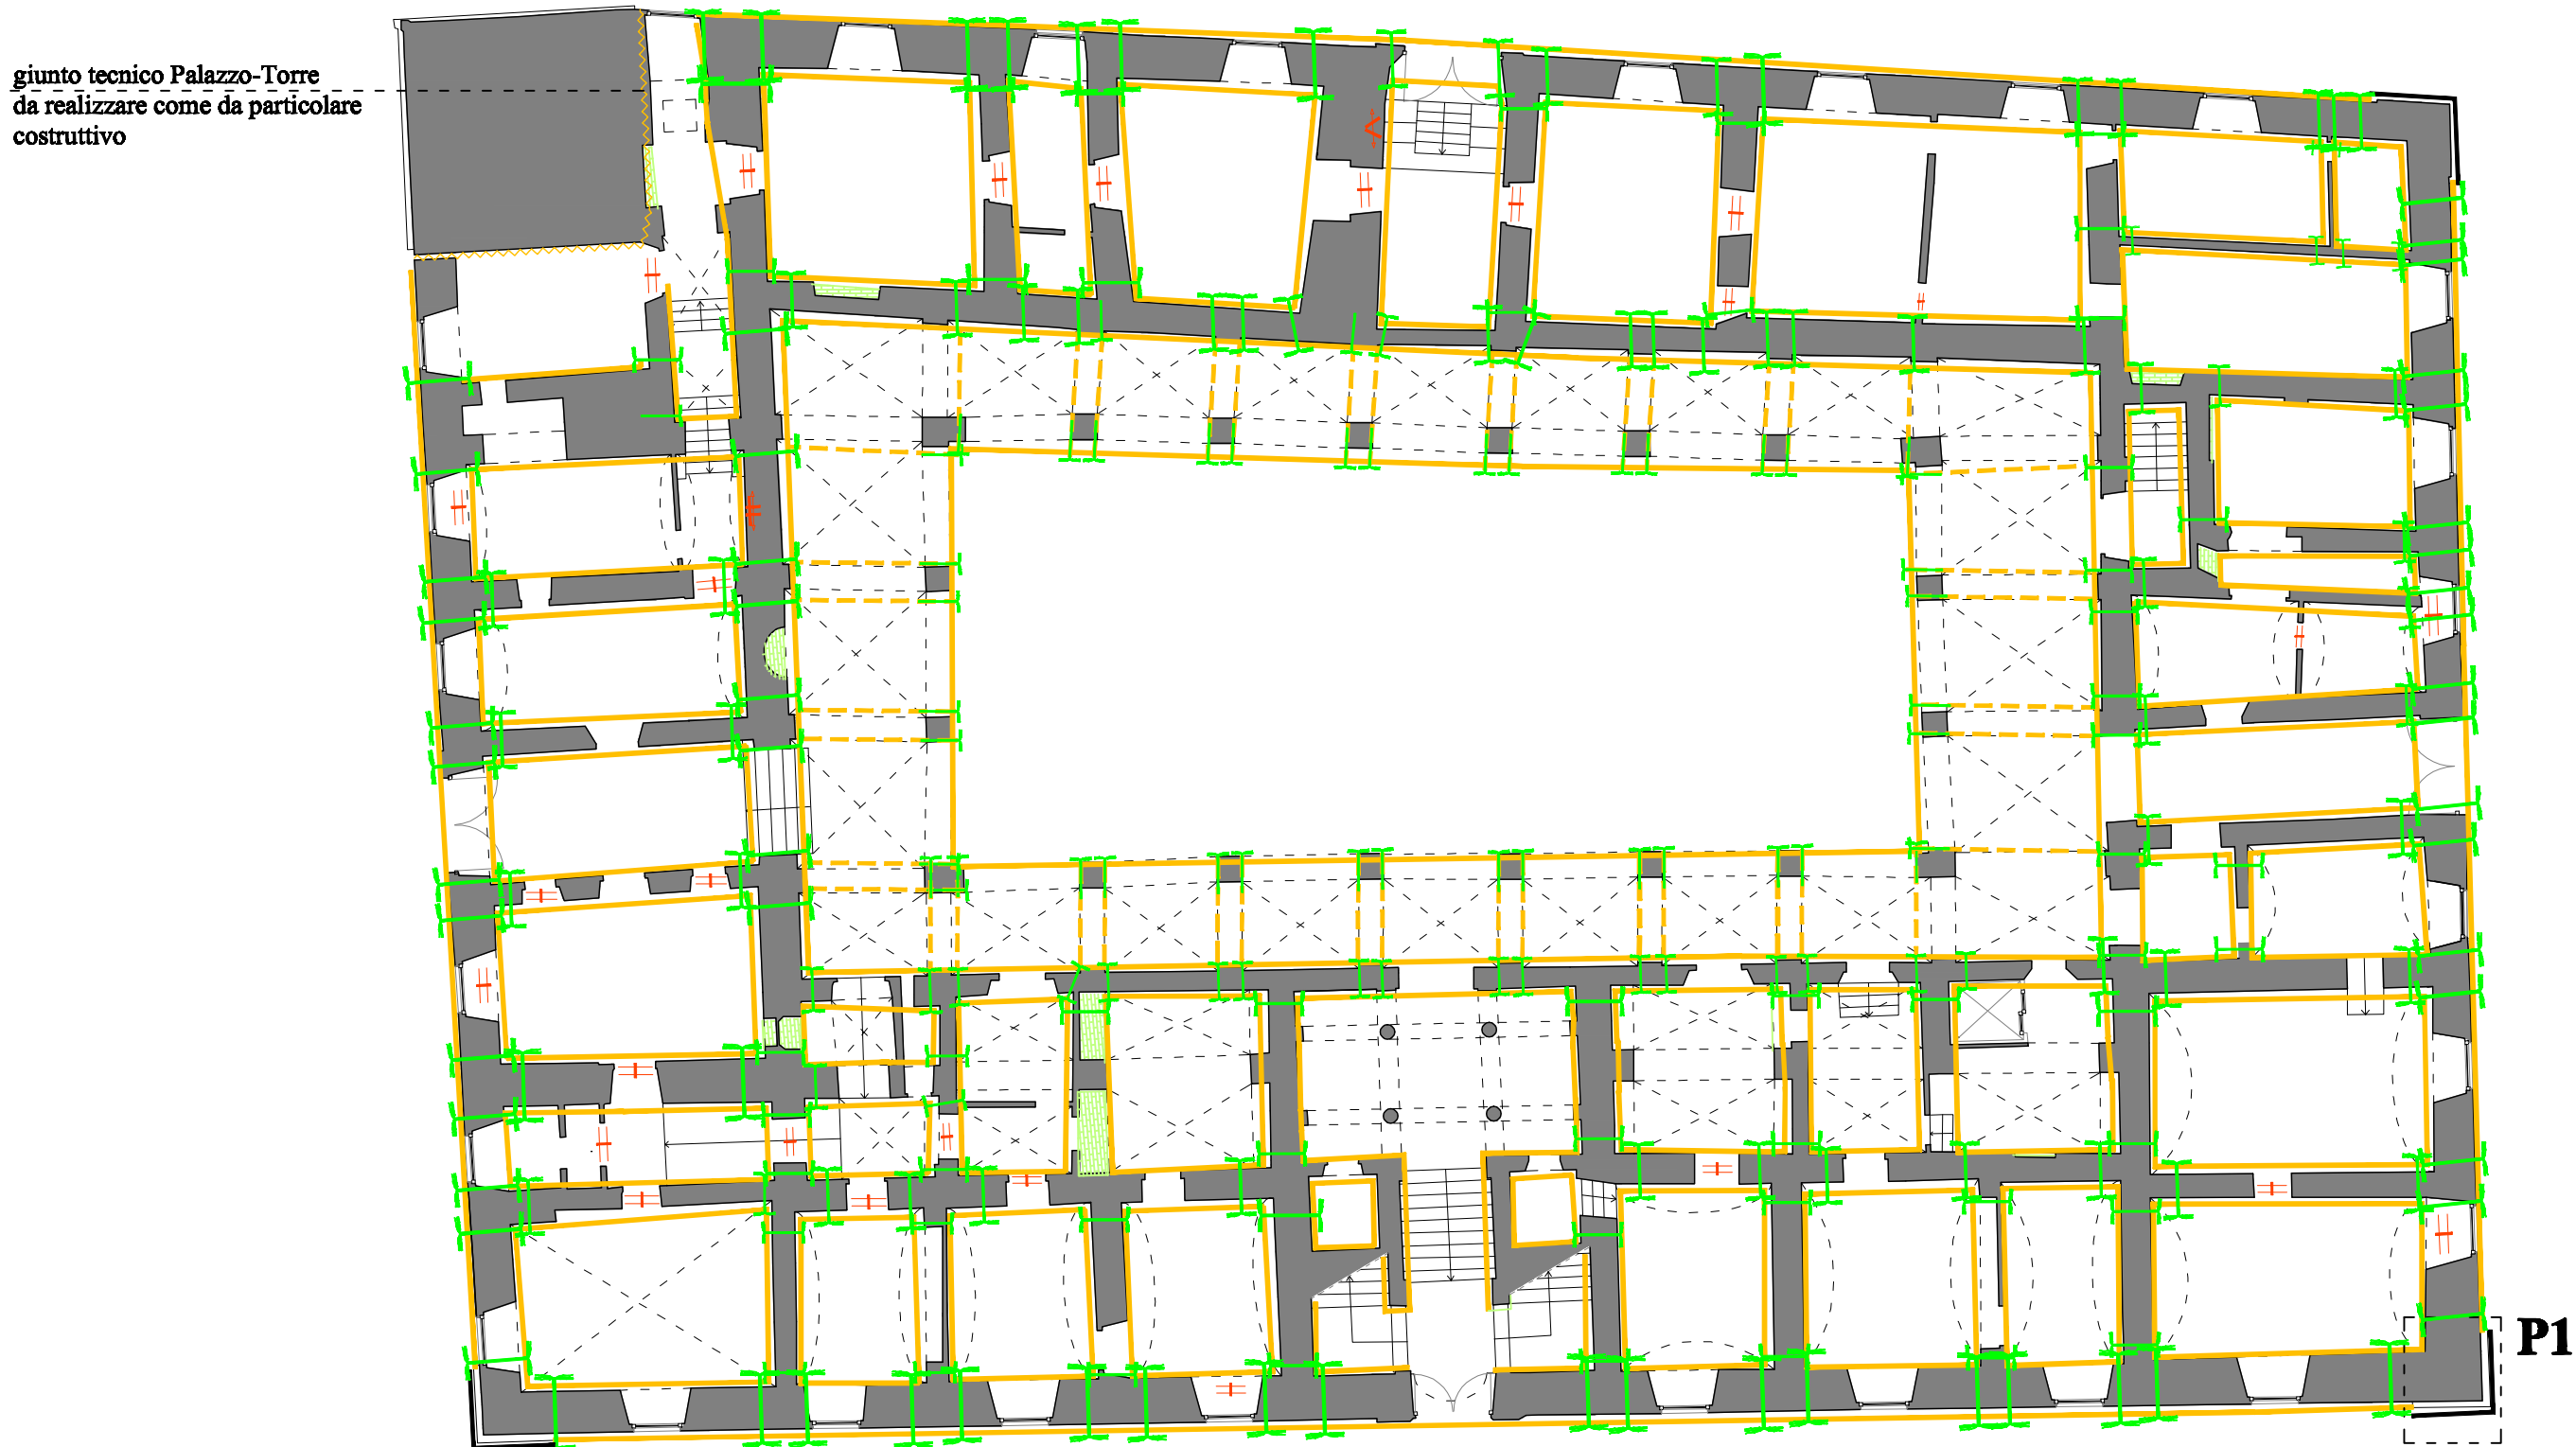 giunto tecnico Palazzo-Torre
da realizzare come da particolare
costruttivo
P1